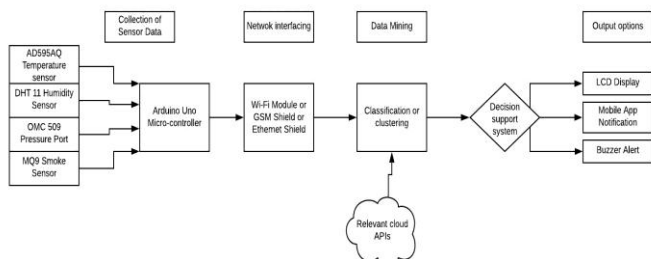 Collection of
Sensor Data
Netwok interfacing
Data Mining
Output options
AD595AQ
Temperature
sensor
DHT 11 Humidity
Sensor
OMC 509
Pressure Port
MQ9 Smoke
Sensor
Arduino Uno
Micro-controller
Wi-Fi Module or
GSM Shield or
Ethernet Shield
Classification or
clustering
Relevant cloud
APIs
Decision
support
system
LCD Display
Mobile App
Notification
Buzzer Alert